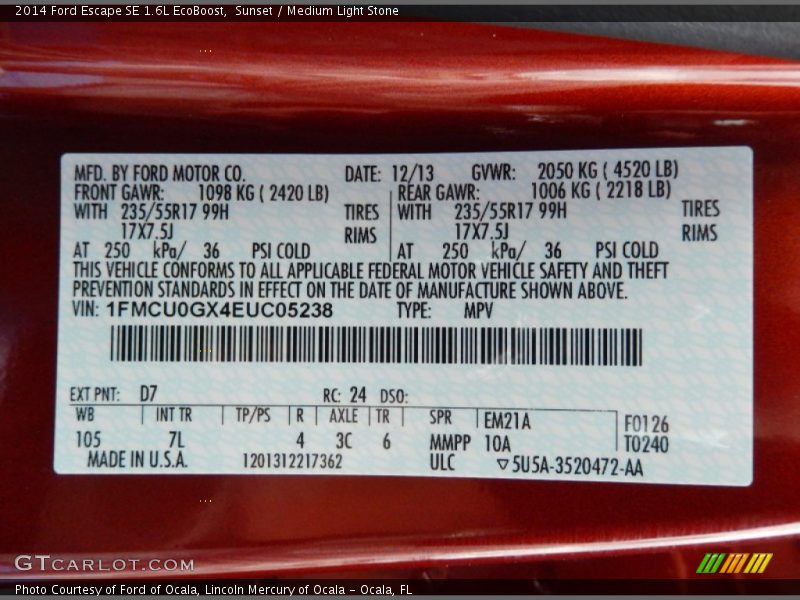 2014 Ford Escape SE 1.6L EcoBoost, Sunset / Medium Light Stone
MFD. BY FORD MOTOR CO. DATE: 12/13 GVWR: 2050 KG ( 4520 LB)
FRONT GAWR: 1098 KG ( 2420 LB) REAR GAWR: 1006 KG ( 2218 LB)
WITH 235/55R17 99H TIRES WITH 235/55R17 99H TIRES
17X7.5J RIMS 17X7.5J RIMS
AT 250 kPa/ 36 PSI COLD AT 250 kPa/ 36 PSI COLD
THIS VEHICLE CONFORMS TO ALL APPLICABLE FEDERAL MOTOR VEHICLE SAFETY AND THEFT
PREVENTION STANDARDS IN EFFECT ON THE DATE OF MANUFACTURE SHOWN ABOVE.
VIN: 1FMCU0GX4EUC05238 TYPE: MPV
EXT PNT: D7 RC: 24 DSO:
WB INT TR TP/PS R AXLE TR SPR EM21A F0126
105 7L 4 3C 6 MMPP 10A T0240
MADE IN U.S.A. 1201312217362 ULC ▽5U5A-3520472-AA
GTCARLOT.COM
Photo Courtesy of Ford of Ocala, Lincoln Mercury of Ocala - Ocala, FL